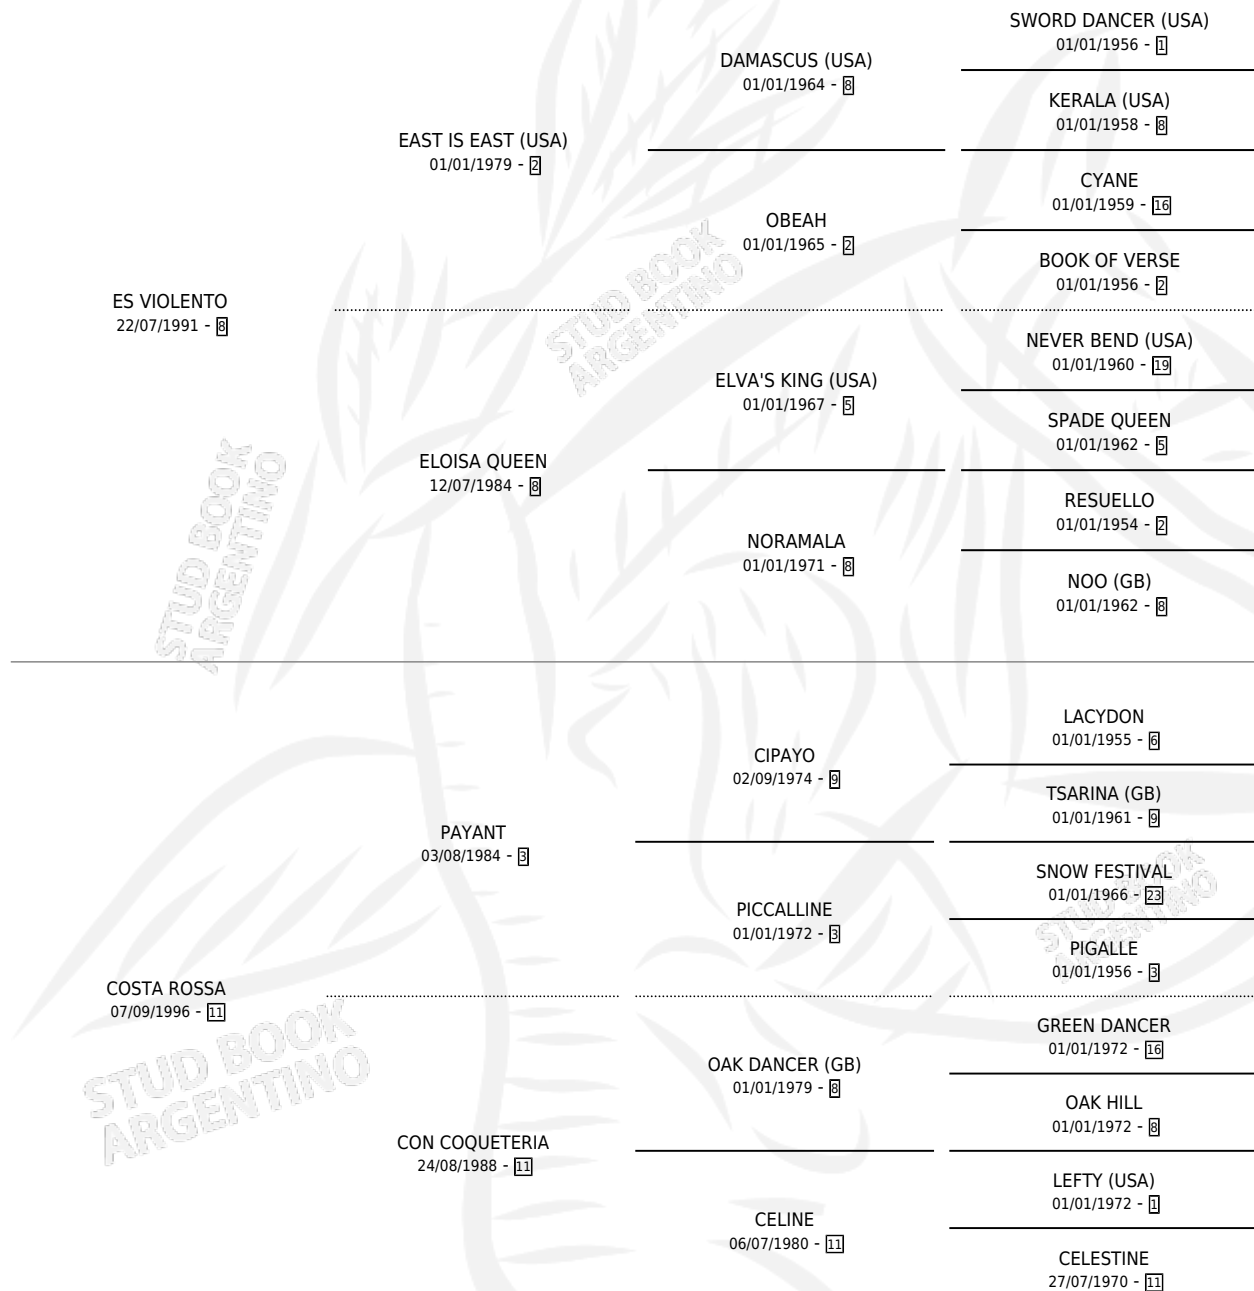 SWORD DANCER (USA)
01/01/1956 - 1
DAMASCUS (USA)
01/01/1964 - 8
KERALA (USA)
01/01/1958 - 8
EAST IS EAST (USA)
01/01/1979 - 2
CYANE
01/01/1959 - 16
OBEAH
01/01/1965 - 2
BOOK OF VERSE
01/01/1956 - 2
ES VIOLENTO
22/07/1991 - 8
NEVER BEND (USA)
01/01/1960 - 19
ELVA'S KING (USA)
01/01/1967 - 5
SPADE QUEEN
01/01/1962 - 5
ELOISA QUEEN
12/07/1984 - 8
RESUELLO
01/01/1954 - 2
NORAMALA
01/01/1971 - 8
NOO (GB)
01/01/1962 - 8
LACYDON
01/01/1955 - 6
CIPAYO
02/09/1974 - 9
TSARINA (GB)
01/01/1961 - 9
PAYANT
03/08/1984 - 3
SNOW FESTIVAL
01/01/1966 - 23
PICCALLINE
01/01/1972 - 3
PIGALLE
01/01/1956 - 3
COSTA ROSSA
07/09/1996 - 11
GREEN DANCER
01/01/1972 - 16
OAK DANCER (GB)
01/01/1979 - 8
OAK HILL
01/01/1972 - 8
CON COQUETERIA
24/08/1988 - 11
LEFTY (USA)
01/01/1972 - 1
CELINE
06/07/1980 - 11
CELESTINE
27/07/1970 - 11
STUD BOOK
ARGENTINO
STUD BOOK
ARGENTINO
STUD BOOK
ARGENTINO
STUD BOOK
ARGENTINO